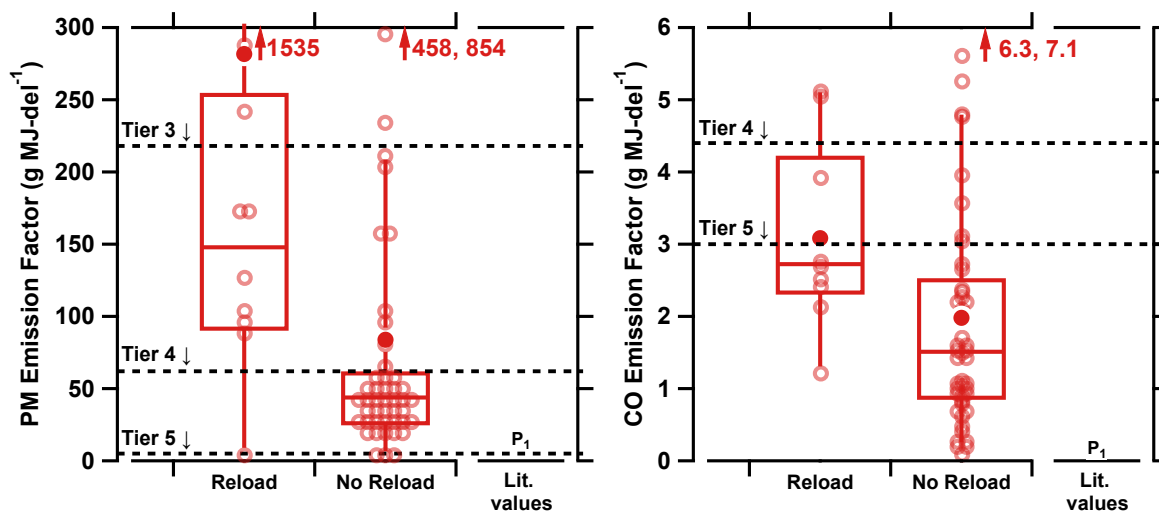 PM Emission Factor (g MJ-del-1)
300
250
200
150
100
50
0
1535
458, 854
Tier 3 ↓
Tier 4 ↓
Tier 5 ↓
P1
Reload
No Reload
Lit.
values
CO Emission Factor (g MJ-del-1)
6
5
4
3
2
1
0
6.3, 7.1
Tier 4 ↓
Tier 5 ↓
P1
Reload
No Reload
Lit.
values